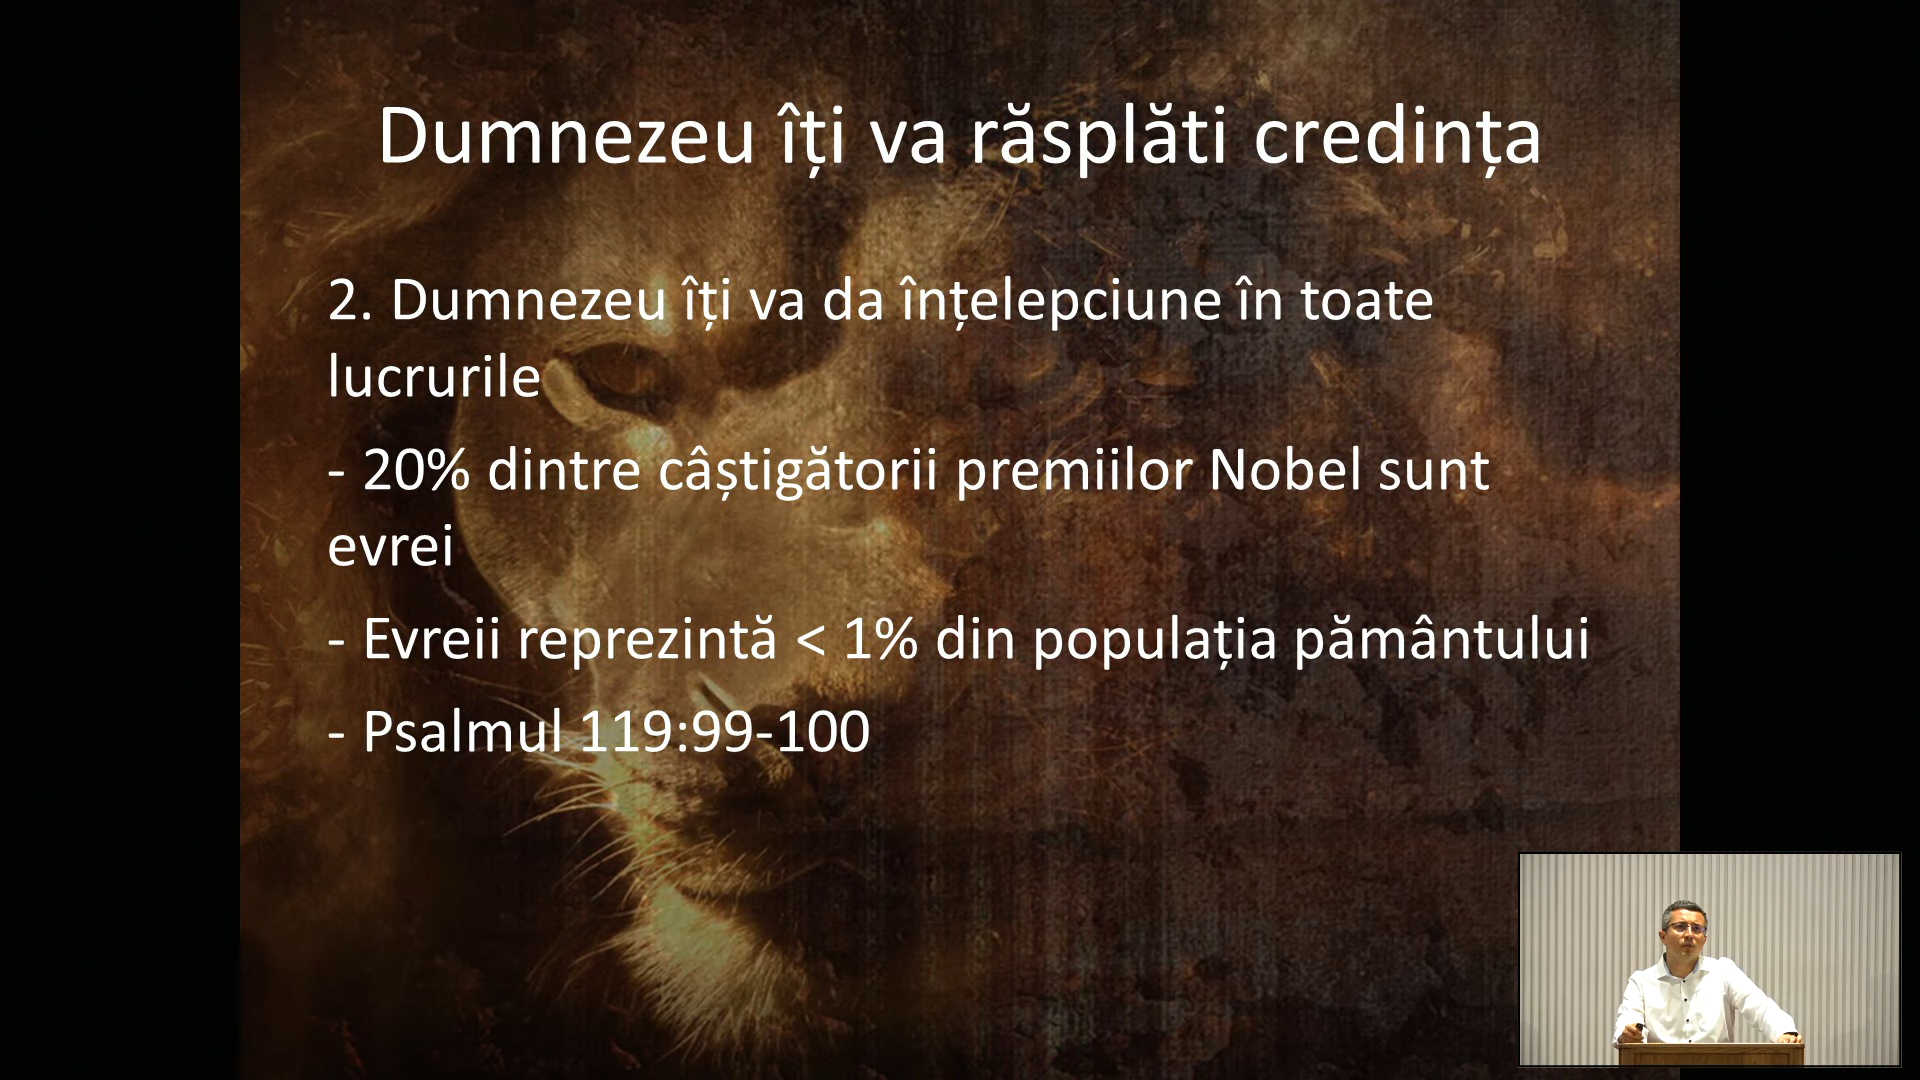 Dumnezeu îți va răsplăti credința
2. Dumnezeu îți va da înțelepciune în toate
lucrurile
- 20% dintre câștigătorii premiilor Nobel sunt
evrei
- Evreii reprezintă < 1% din populația pământului
- Psalmul 119:99-100